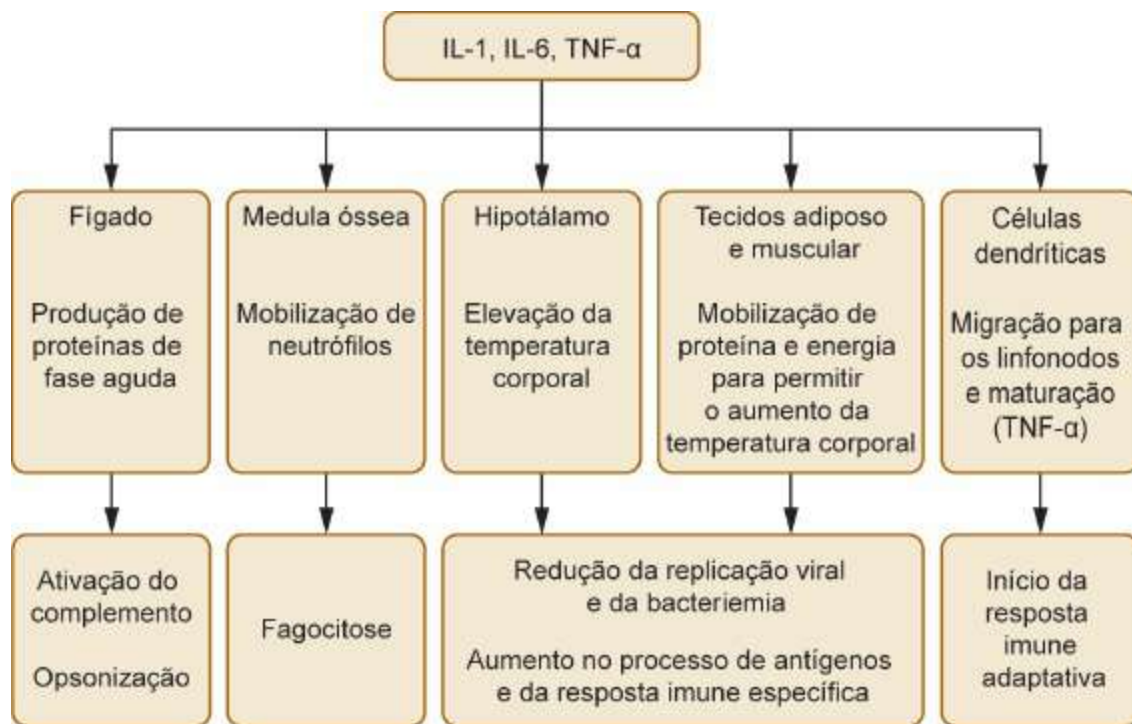 IL-1, IL-6, TNF-α
Fígado
Produção de
proteínas de
fase aguda
Medula óssea
Mobilização de
neutrófilos
Hipotálamo
Elevação da
temperatura
corporal
Tecidos adiposo
e muscular
Mobilização de
proteína e energia
para permitir
o aumento da
temperatura corporal
Células
dendríticas
Migração para
os linfonodos
e maturação
(TNF-α)
Ativação do
complemento
Opsonização
Fagocitose
Redução da replicação viral
e da bacteriemia
Aumento no processo de antígenos
e da resposta imune específica
Início da
resposta
imune
adaptativa